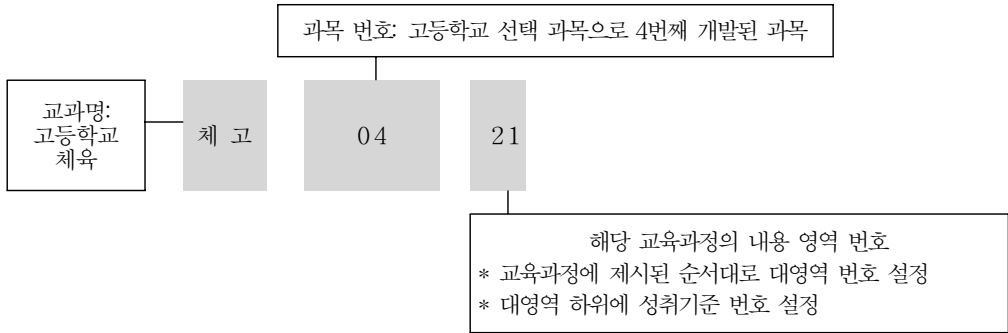 과목 번호: 고등학교 선택 과목으로 4번째 개발된 과목
교과명:
고등학교
체육
체 고
04
21
해당 교육과정의 내용 영역 번호
* 교육과정에 제시된 순서대로 대영역 번호 설정
* 대영역 하위에 성취기준 번호 설정